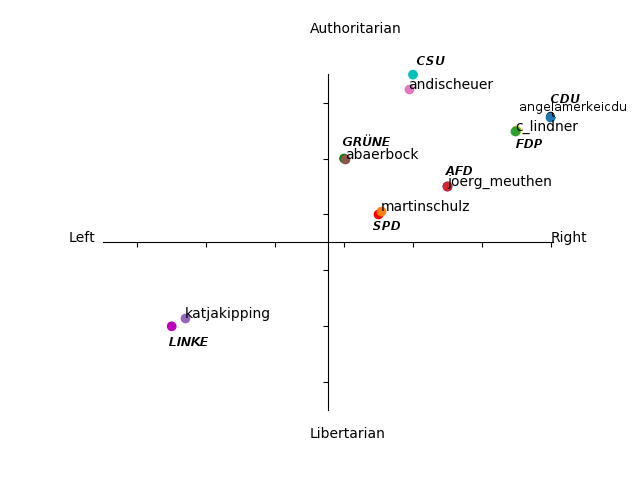 Authoritarian
CSU
andischeuer
CDU
angelamerkeicdu
c_lindner
FDP
GRÜNE
abaerbock
AFD
joerg_meuthen
martinschulz
SPD
Left
Right
katjakipping
LINKE
Libertarian